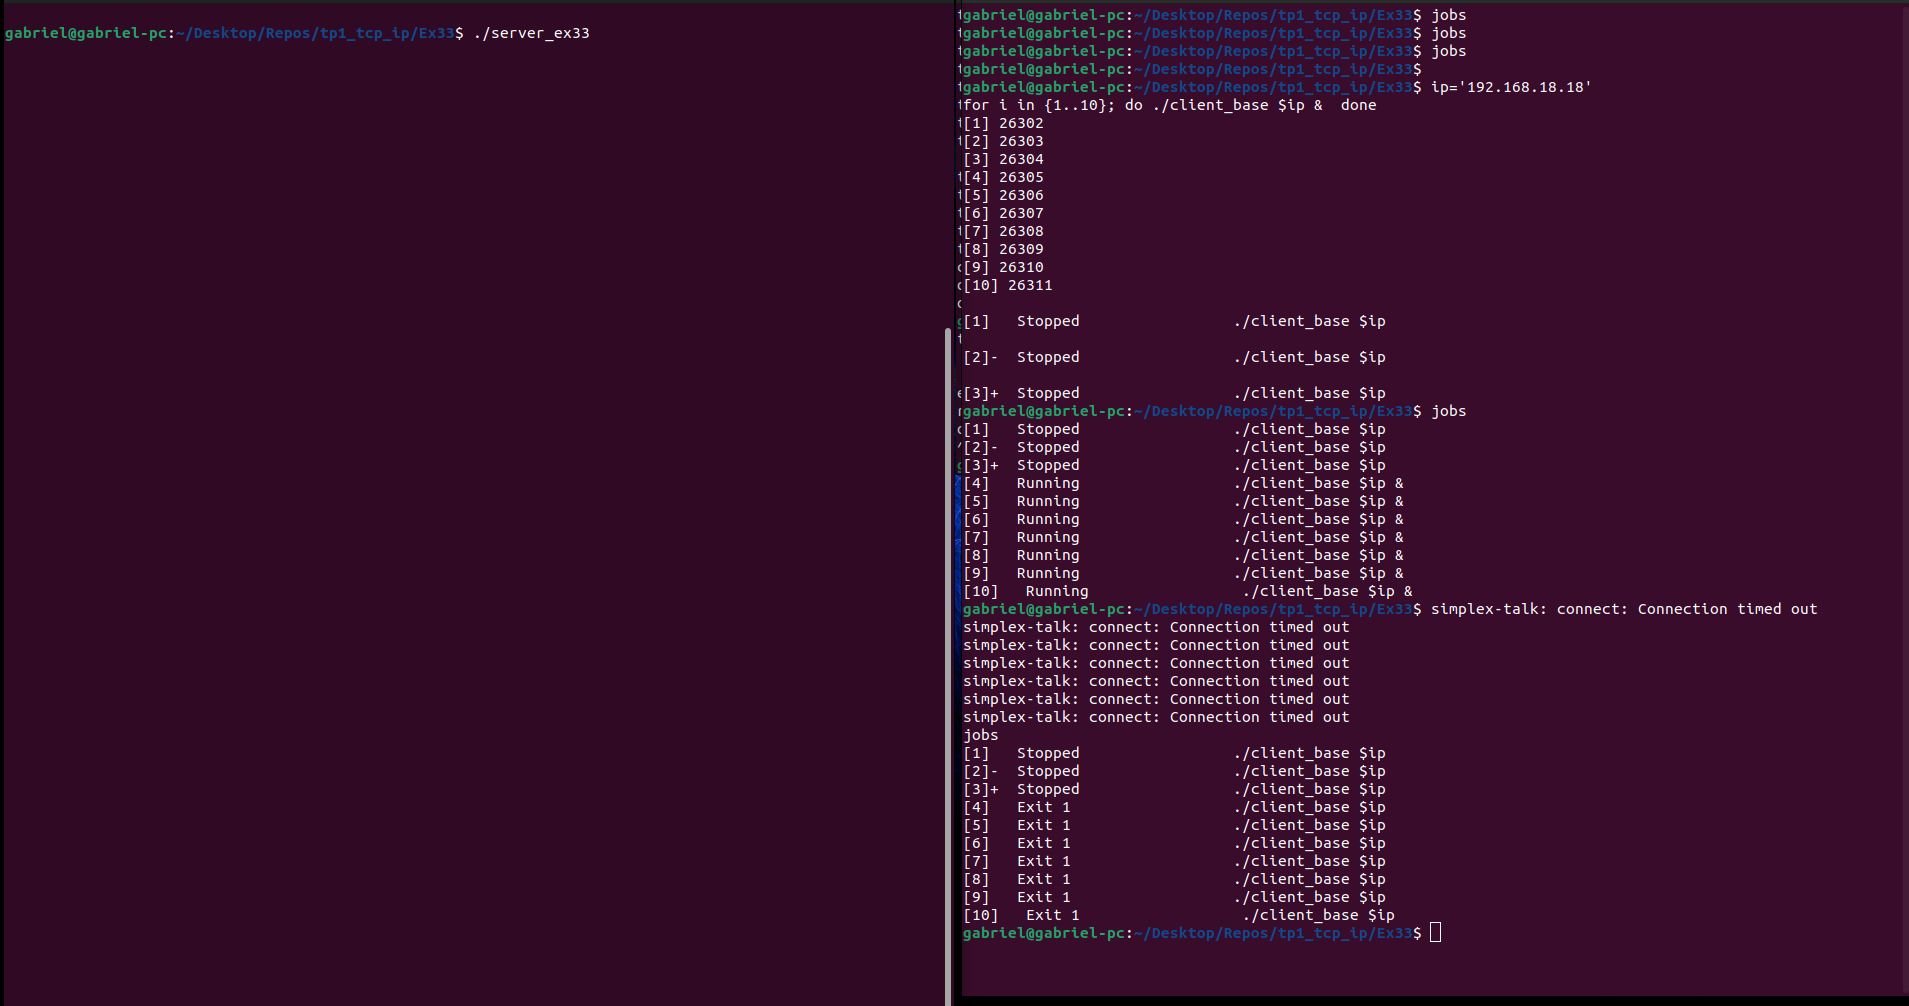 gabriel@gabriel-pc:~/Desktop/Repos/tp1_tcp_ip/Ex33$ ./server_ex33
gabriel@gabriel-pc:~/Desktop/Repos/tp1_tcp_ip/Ex33$ jobs
gabriel@gabriel-pc:~/Desktop/Repos/tp1_tcp_ip/Ex33$ jobs
gabriel@gabriel-pc:~/Desktop/Repos/tp1_tcp_ip/Ex33$ jobs
gabriel@gabriel-pc:~/Desktop/Repos/tp1_tcp_ip/Ex33$
gabriel@gabriel-pc:~/Desktop/Repos/tp1_tcp_ip/Ex33$ ip='192.168.18.18'
for i in {1..10}; do ./client_base $ip &  done
[1] 26302
[2] 26303
[3] 26304
[4] 26305
[5] 26306
[6] 26307
[7] 26308
[8] 26309
[9] 26310
[10] 26311
[1]   Stopped                 ./client_base $ip
[2]-  Stopped                 ./client_base $ip
[3]+  Stopped                 ./client_base $ip
gabriel@gabriel-pc:~/Desktop/Repos/tp1_tcp_ip/Ex33$ jobs
[1]   Stopped                 ./client_base $ip
[2]-  Stopped                 ./client_base $ip
[3]+  Stopped                 ./client_base $ip
[4]   Running                 ./client_base $ip &
[5]   Running                 ./client_base $ip &
[6]   Running                 ./client_base $ip &
[7]   Running                 ./client_base $ip &
[8]   Running                 ./client_base $ip &
[9]   Running                 ./client_base $ip &
[10]   Running                 ./client_base $ip &
gabriel@gabriel-pc:~/Desktop/Repos/tp1_tcp_ip/Ex33$ simplex-talk: connect: Connection timed out
simplex-talk: connect: Connection timed out
simplex-talk: connect: Connection timed out
simplex-talk: connect: Connection timed out
simplex-talk: connect: Connection timed out
simplex-talk: connect: Connection timed out
simplex-talk: connect: Connection timed out
jobs
[1]   Stopped                 ./client_base $ip
[2]-  Stopped                 ./client_base $ip
[3]+  Stopped                 ./client_base $ip
[4]   Exit 1                  ./client_base $ip
[5]   Exit 1                  ./client_base $ip
[6]   Exit 1                  ./client_base $ip
[7]   Exit 1                  ./client_base $ip
[8]   Exit 1                  ./client_base $ip
[9]   Exit 1                  ./client_base $ip
[10]   Exit 1                  ./client_base $ip
gabriel@gabriel-pc:~/Desktop/Repos/tp1_tcp_ip/Ex33$